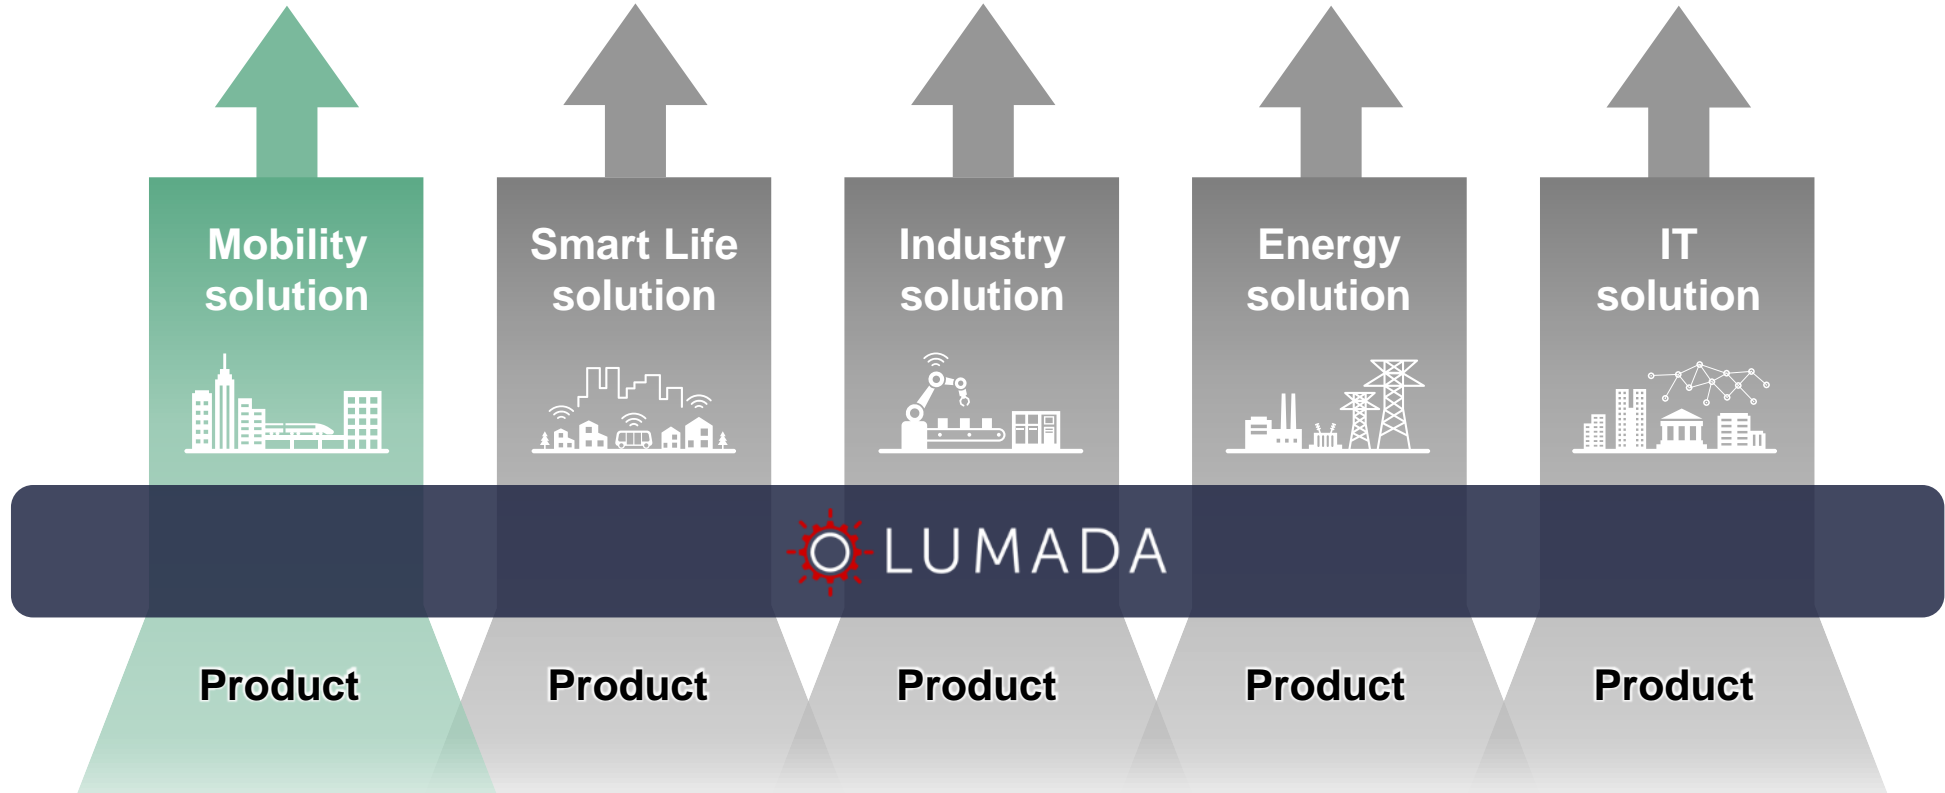 Mobility
solution
Smart Life
solution
Industry
solution
Energy
solution
IT
solution
LUMADA
Product
Product
Product
Product
Product